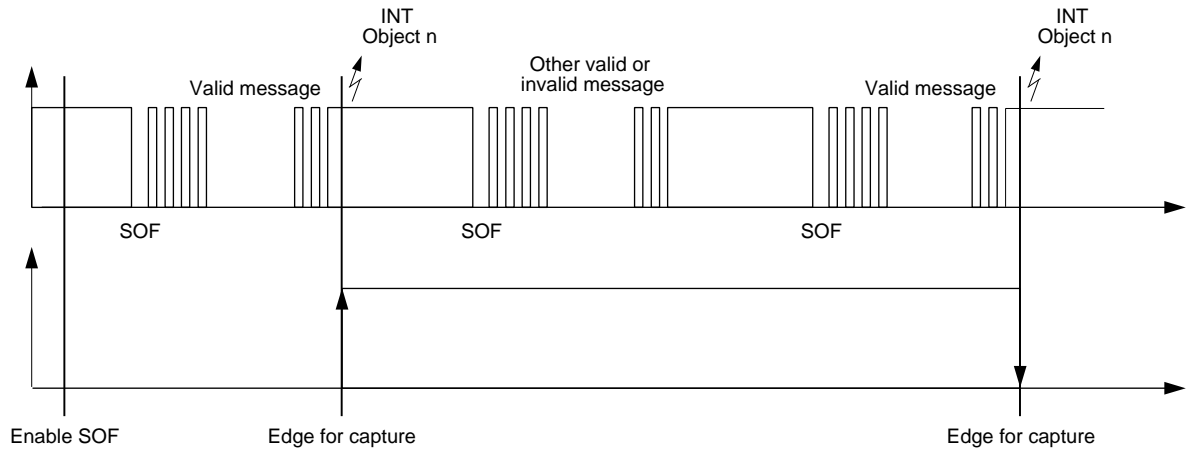 INT
Object n
INT
Object n
Valid message
Other valid or
invalid message
Valid message
SOF
SOF
SOF
Enable SOF
Edge for capture
Edge for capture